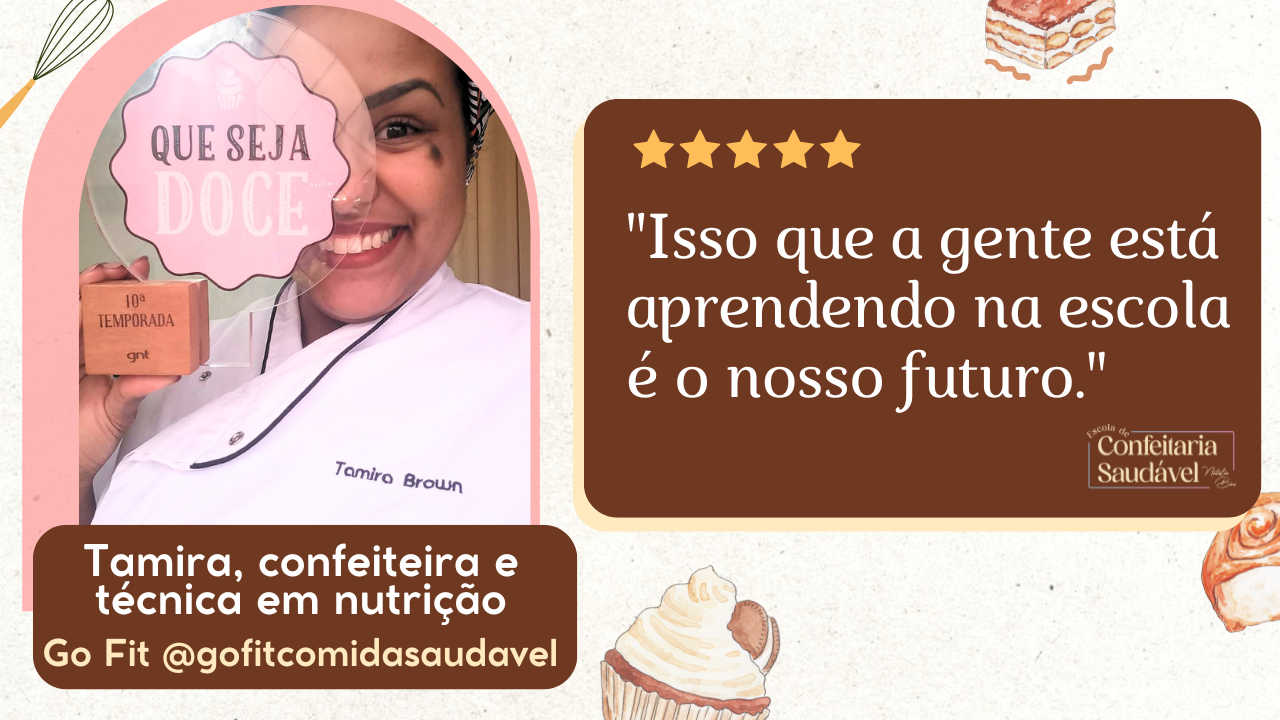 QUE SEJA
DOCE
10ª
TEMPORADA
gnt
Tamira Brown
Tamira, confeiteira e
técnica em nutrição
Go Fit @gofitcomidasaudavel
"Isso que a gente está
aprendendo na escola
é o nosso futuro."
Escola de
Confeitaria
Saudável